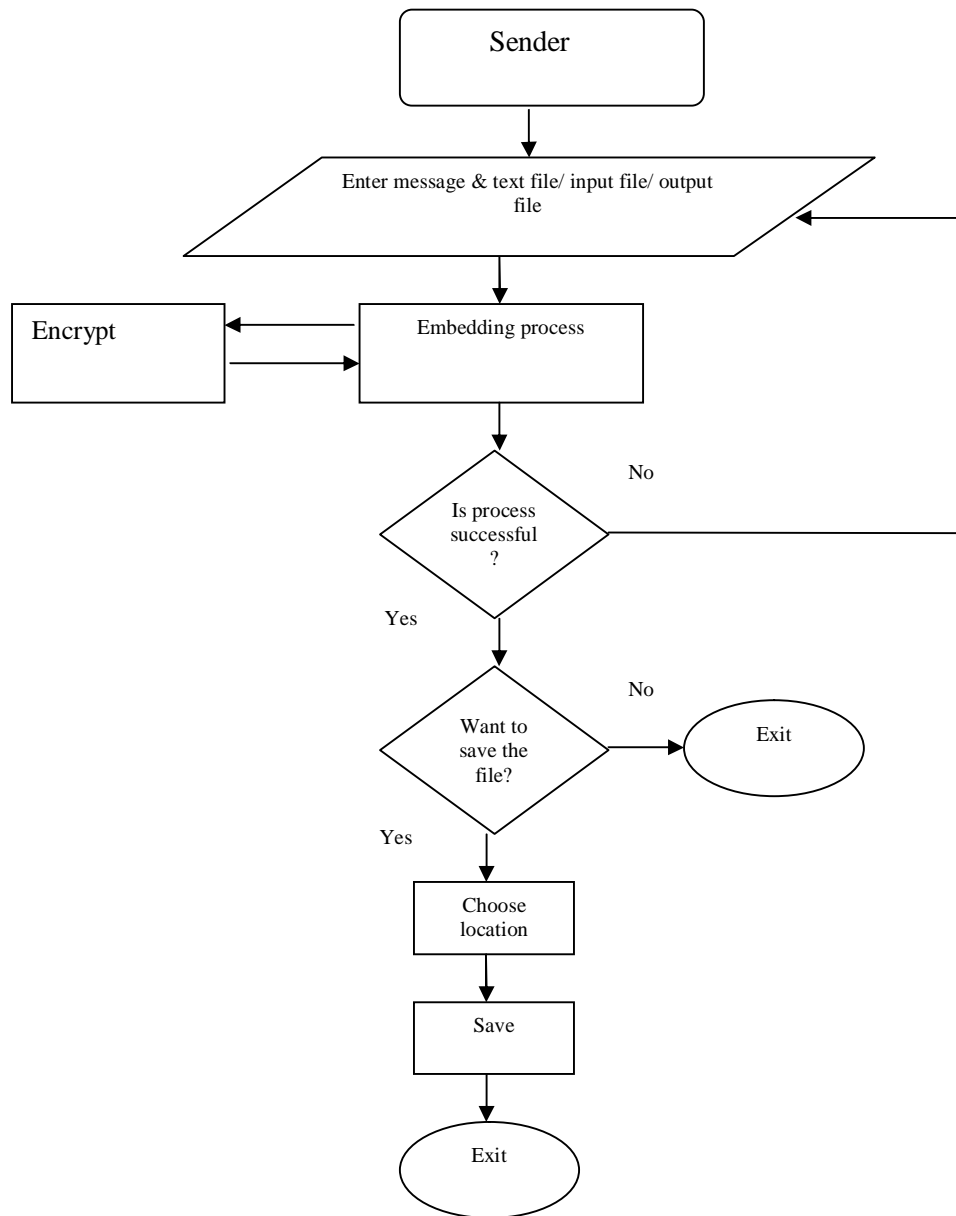 Sender
Enter message & text file/ input file/ output
file
Encrypt
Embedding process
No
Is process
successful
?
Yes
No
Want to
save the
file?
Exit
Yes
Choose
location
Save
Exit